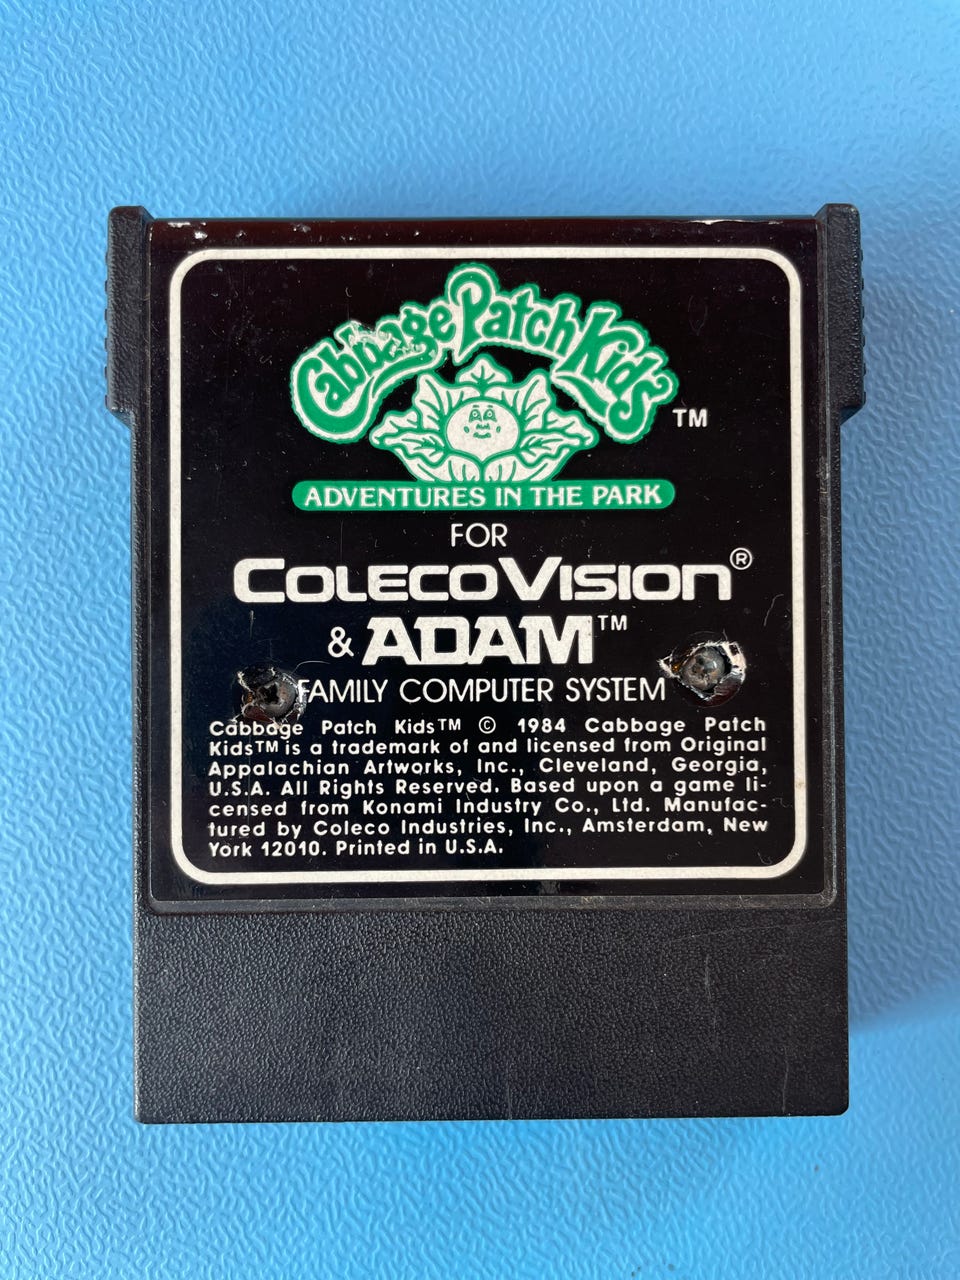 Cabbage Patch Kids™
ADVENTURES IN THE PARK
FOR
COLECOVISION®
& ADAM™
FAMILY COMPUTER SYSTEM
Cabbage Patch Kids™ © 1984 Cabbage Patch
Kids™ is a trademark of and licensed from Original
Appalachian Artworks, Inc., Cleveland, Georgia,
U.S.A. All Rights Reserved. Based upon a game li-
censed from Konami Industry Co., Ltd. Manufac-
tured by Coleco Industries, Inc., Amsterdam, New
York 12010. Printed in U.S.A.